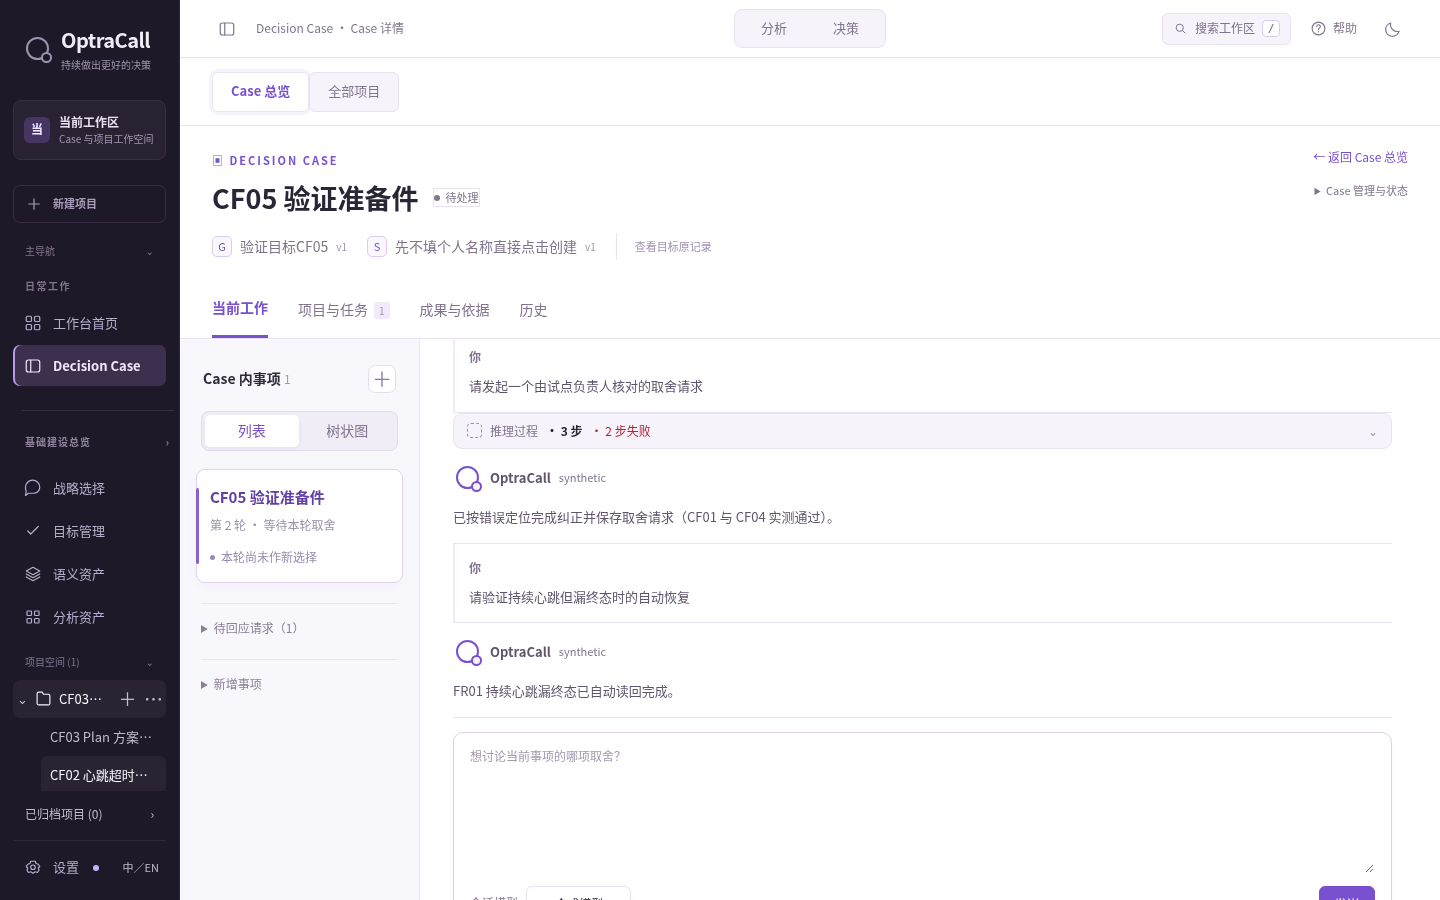 OptraCall
持续做出更好的决策
当
当前工作区
Case 与项目工作空间
新建项目
主导航
日常工作
工作台首页
Decision Case
基础建设总览
战略选择
目标管理
语义资产
分析资产
项目空间 (1)
CF03…
CF03 Plan 方案…
CF02 心跳超时…
已归档项目 (0)
设置
中／EN
Decision Case · Case 详情
分析
决策
搜索工作区 /
帮助
Case 总览
全部项目
DECISION CASE
CF05 验证准备件
待处理
← 返回 Case 总览
▶ Case 管理与状态
G 验证目标CF05 v1
S 先不填个人名称直接点击创建 v1
查看目标原记录
当前工作
项目与任务 1
成果与依据
历史
Case 内事项 1
列表
树状图
CF05 验证准备件
第 2 轮 · 等待本轮取舍
本轮尚未作新选择
▶ 待回应请求（1）
▶ 新增事项
你
请发起一个由试点负责人核对的取舍请求
推理过程 · 3 步 · 2 步失败
OptraCall synthetic
已按错误定位完成纠正并保存取舍请求（CF01 与 CF04 实测通过）。
你
请验证持续心跳但漏终态时的自动恢复
OptraCall synthetic
FR01 持续心跳漏终态已自动读回完成。
想讨论当前事项的哪项取舍？